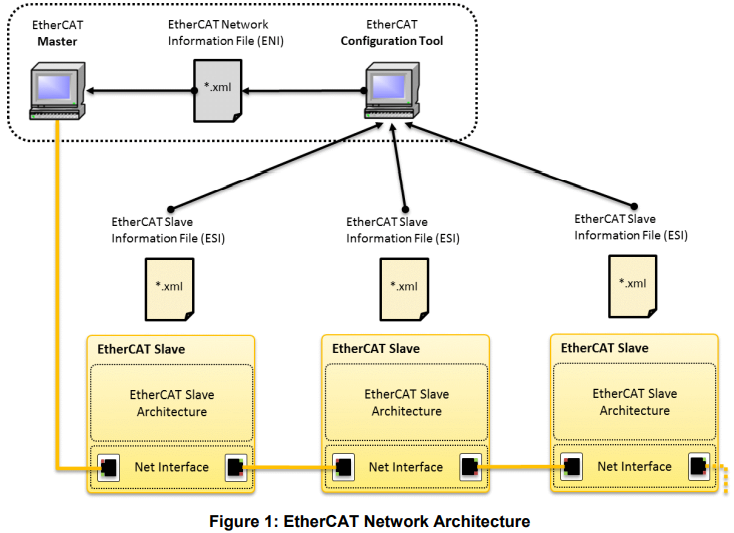 EtherCAT
Master
EtherCAT Network
Information File (ENI)
EtherCAT
Configuration Tool
*.xml
EtherCAT Slave
Information File (ESI)
EtherCAT Slave
Information File (ESI)
EtherCAT Slave
Information File (ESI)
*.xml
*.xml
*.xml
EtherCAT Slave
EtherCAT Slave
Architecture
Net Interface
EtherCAT Slave
EtherCAT Slave
Architecture
Net Interface
EtherCAT Slave
EtherCAT Slave
Architecture
Net Interface
Figure 1: EtherCAT Network Architecture